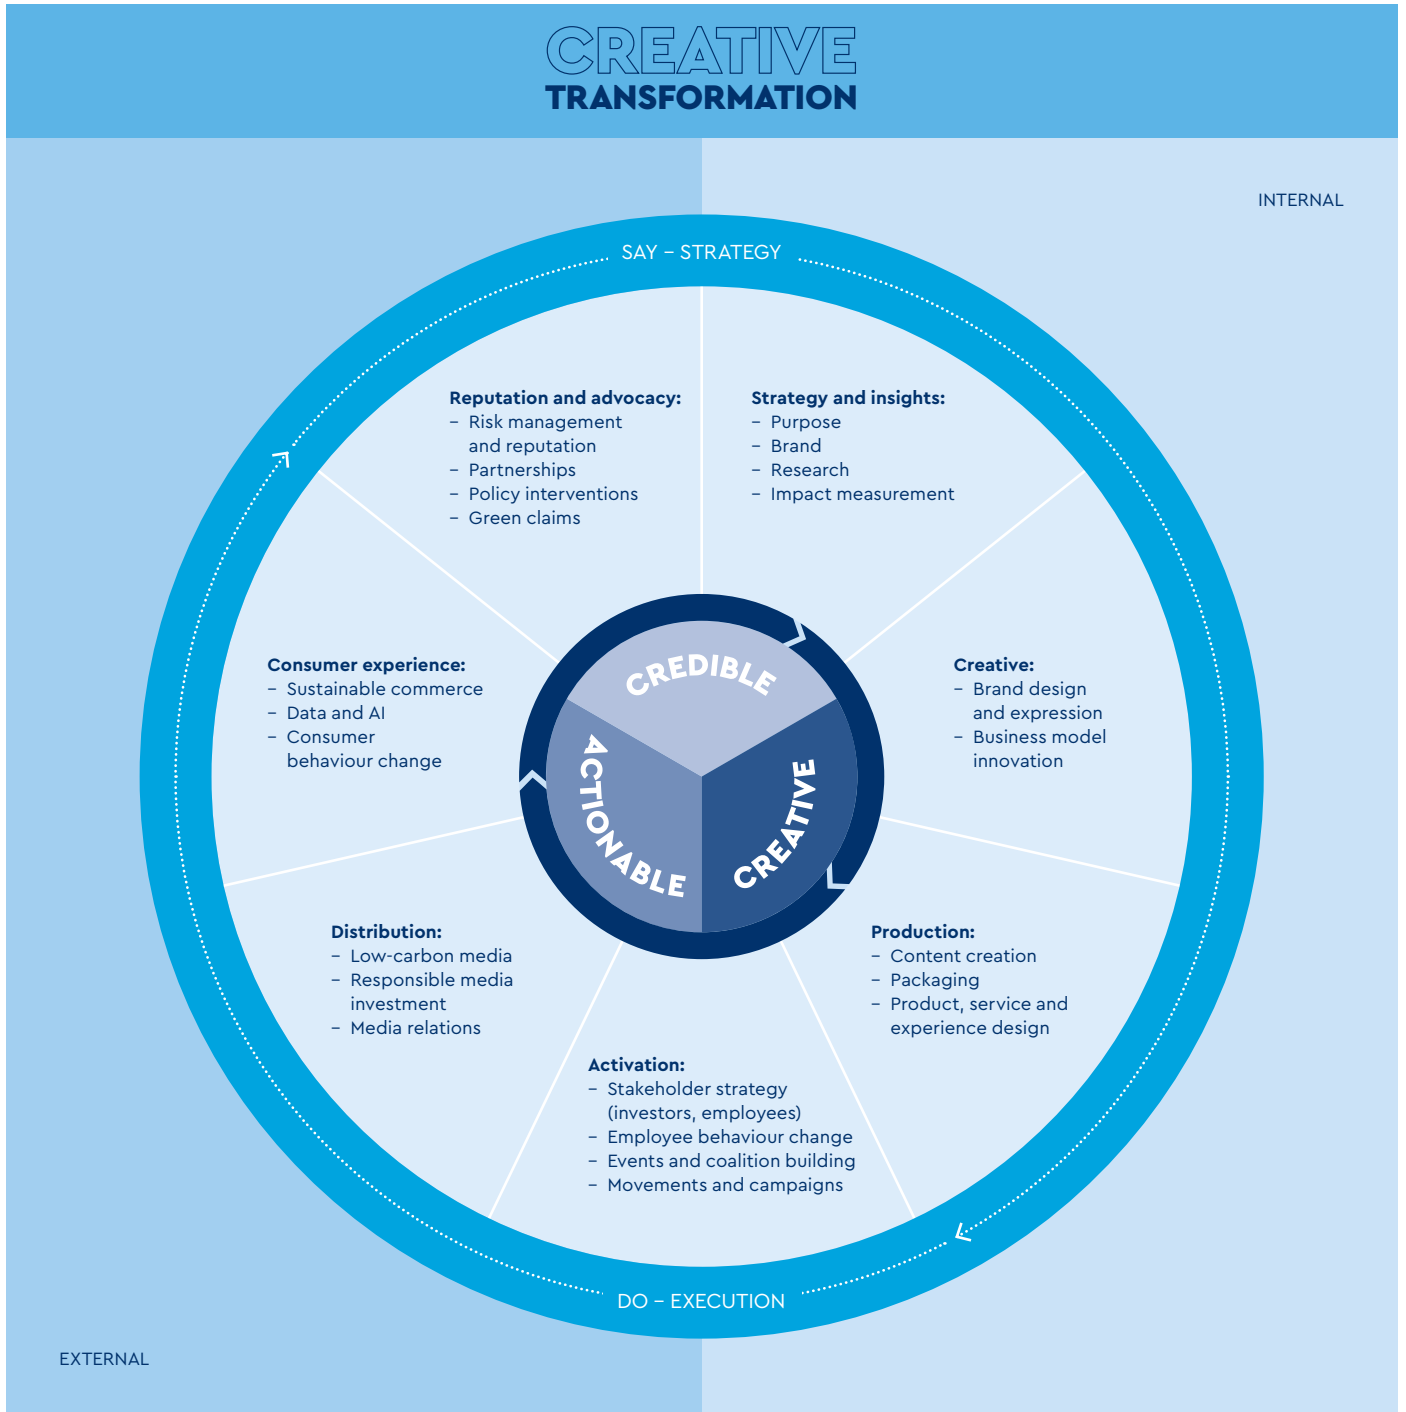 CREATIVE
TRANSFORMATION
INTERNAL
SAY – STRATEGY
Reputation and advocacy:
– Risk management
and reputation
– Partnerships
– Policy interventions
– Green claims
Strategy and insights:
– Purpose
– Brand
– Research
– Impact measurement
Consumer experience:
– Sustainable commerce
– Data and AI
– Consumer
behaviour change
CREDIBLE
ACTIONABLE
CREATIVE
Creative:
– Brand design
and expression
– Business model
innovation
Distribution:
– Low-carbon media
– Responsible media
investment
– Media relations
Production:
– Content creation
– Packaging
– Product, service and
experience design
Activation:
– Stakeholder strategy
(investors, employees)
– Employee behaviour change
– Events and coalition building
– Movements and campaigns
DO – EXECUTION
EXTERNAL